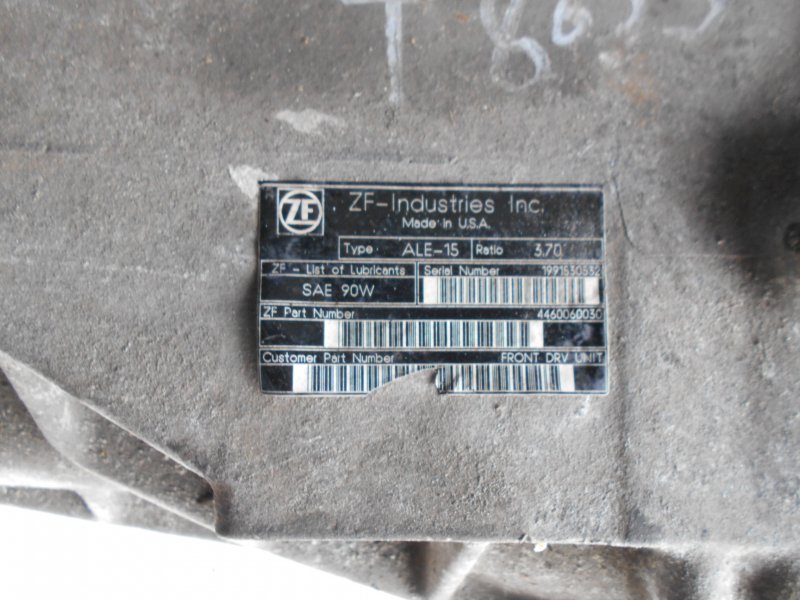 T 8655
ZF ZF-Industries Inc.
Made in U.S.A.
Type ALE-15 Ratio 3.70
ZF - List of Lubricants Serial Number 1991530532
SAE 90W
ZF Part Number 4460060030
Customer Part Number FRONT DRV UNIT